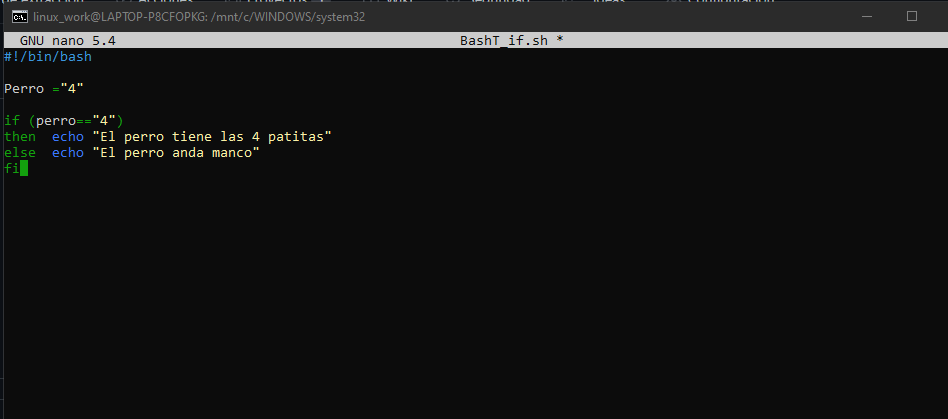 linux_work@LAPTOP-P8CFOPKG: /mnt/c/WINDOWS/system32
GNU nano 5.4 BashT_if.sh *
#!/bin/bash
Perro ="4"
if (perro=="4")
then echo "El perro tiene las 4 patitas"
else echo "El perro anda manco"
fi